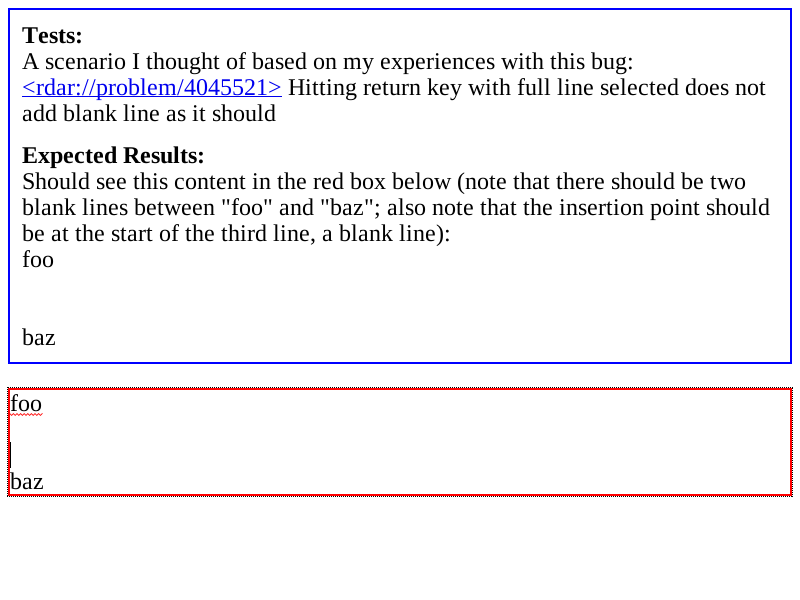 Tests:
A scenario I thought of based on my experiences with this bug:
<rdar://problem/4045521> Hitting return key with full line selected does not
add blank line as it should
Expected Results:
Should see this content in the red box below (note that there should be two
blank lines between "foo" and "baz"; also note that the insertion point should
be at the start of the third line, a blank line):
foo
baz
foo
baz